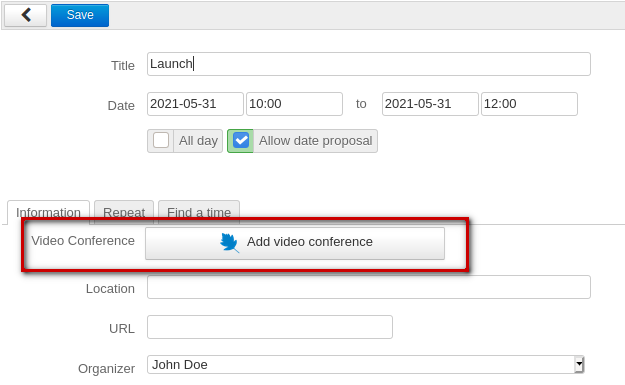 Save
Title Launch
Date 2021-05-31 10:00 to 2021-05-31 12:00
All day Allow date proposal
Information Repeat Find a time
Video Conference Add video conference
Location
URL
Organizer John Doe